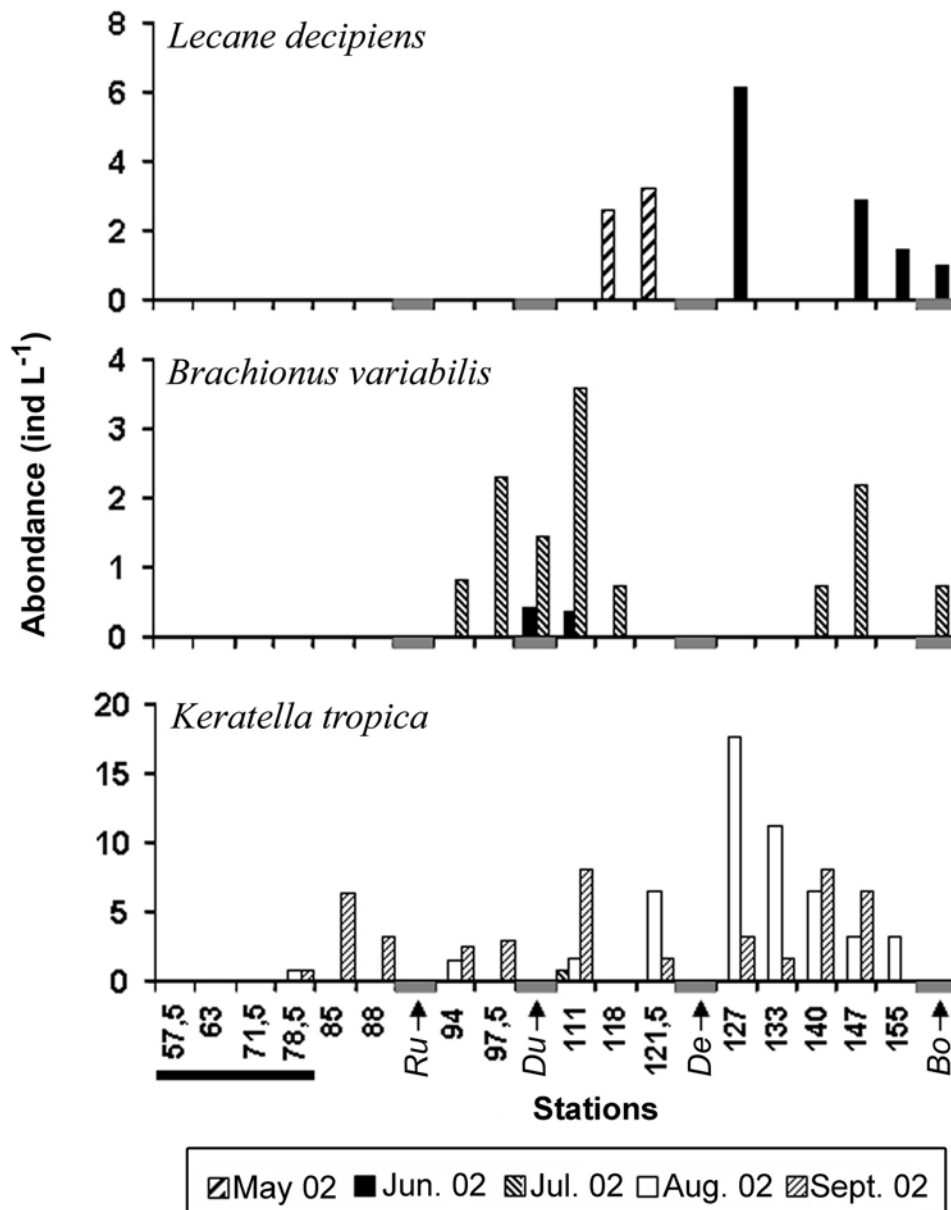 Lecane decipiens
8
6
4
2
0
Brachionus variabilis
4
3
2
1
0
Keratella tropica
20
15
10
5
0
Abondance (ind L-1)
57,5 63 71,5 78,5 85 88 Ru→ 94 97,5 Du→ 111 118 121,5 De→ 127 133 140 147 155 Bo→
Stations
May 02 Jun. 02 Jul. 02 Aug. 02 Sept. 02